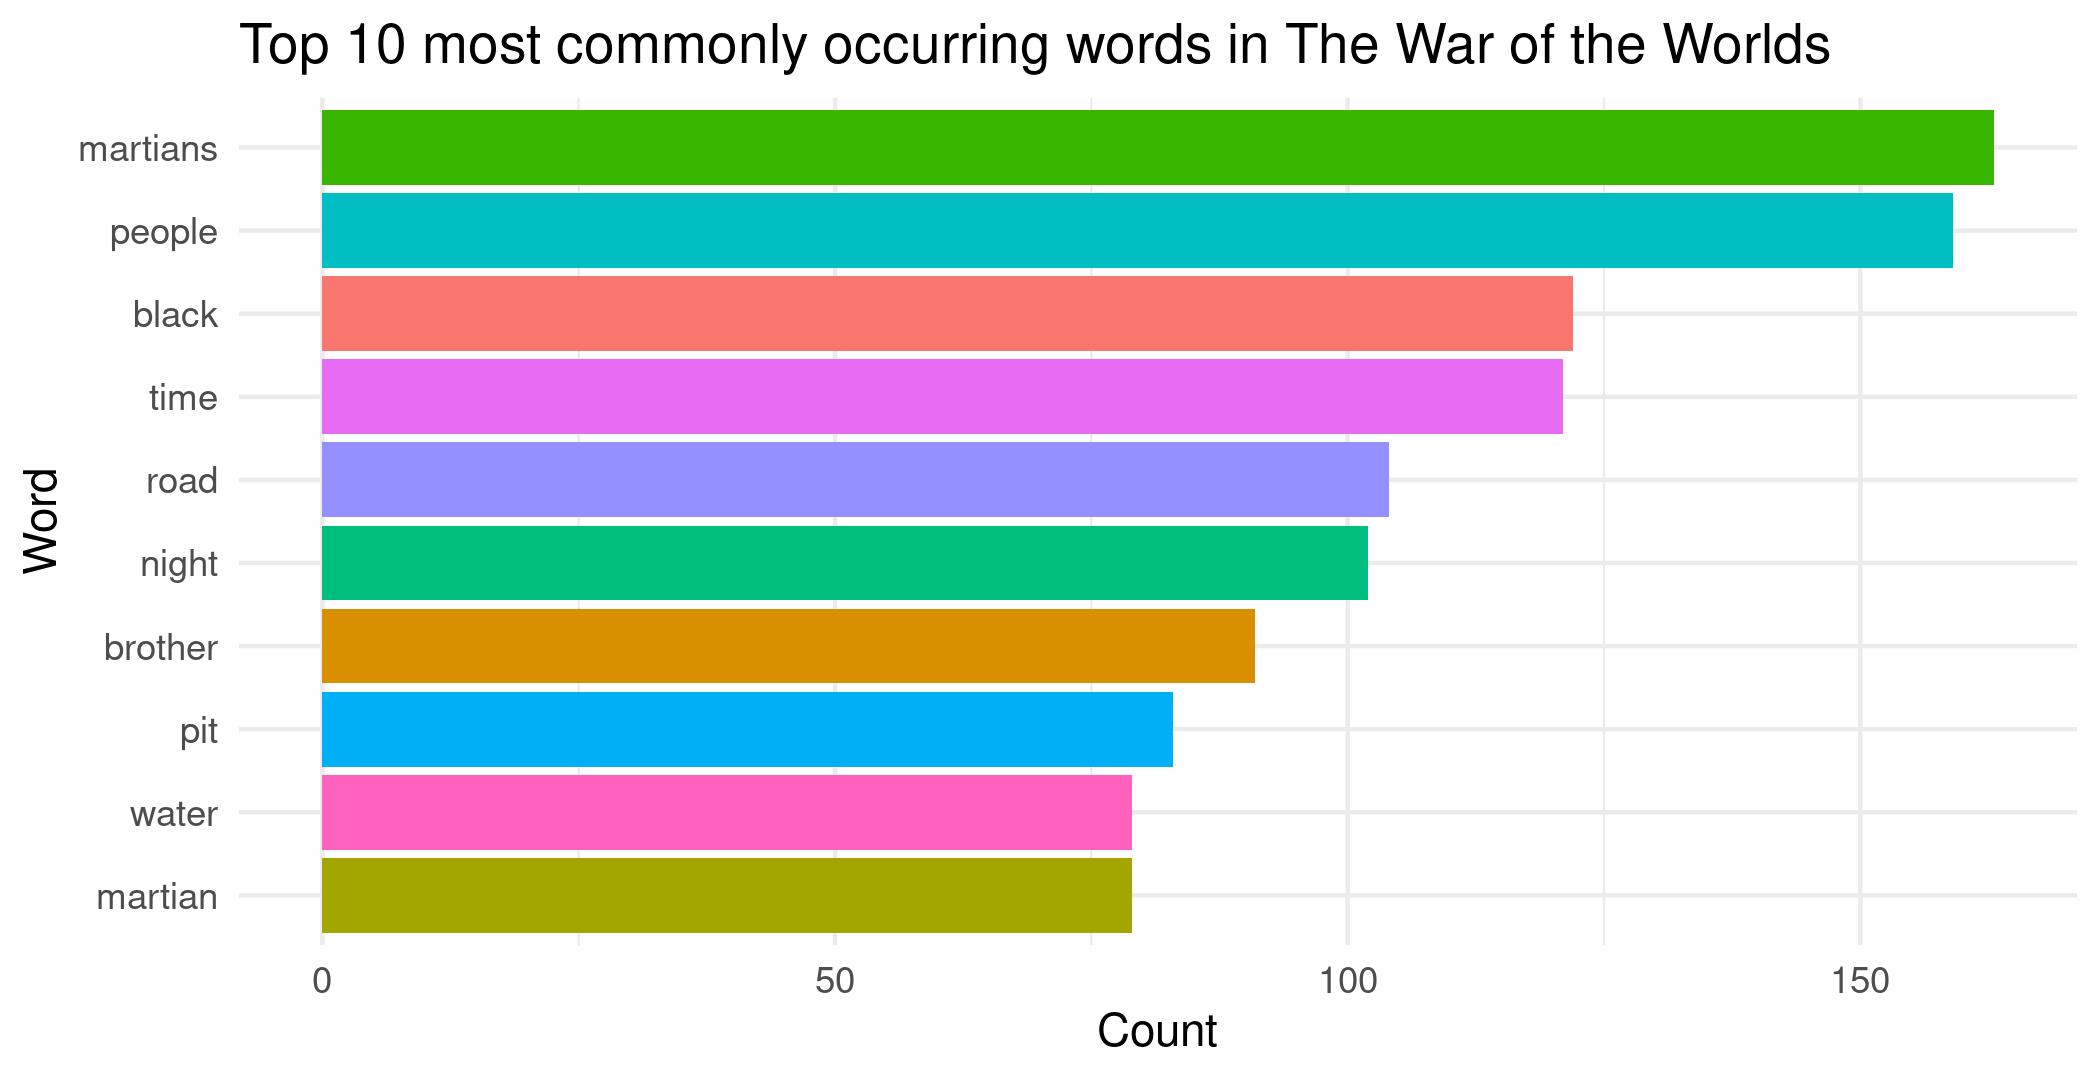 Top 10 most commonly occurring words in The War of the Worlds
martians
people
black
time
road
night
brother
pit
water
martian
Word
0 50 100 150
Count